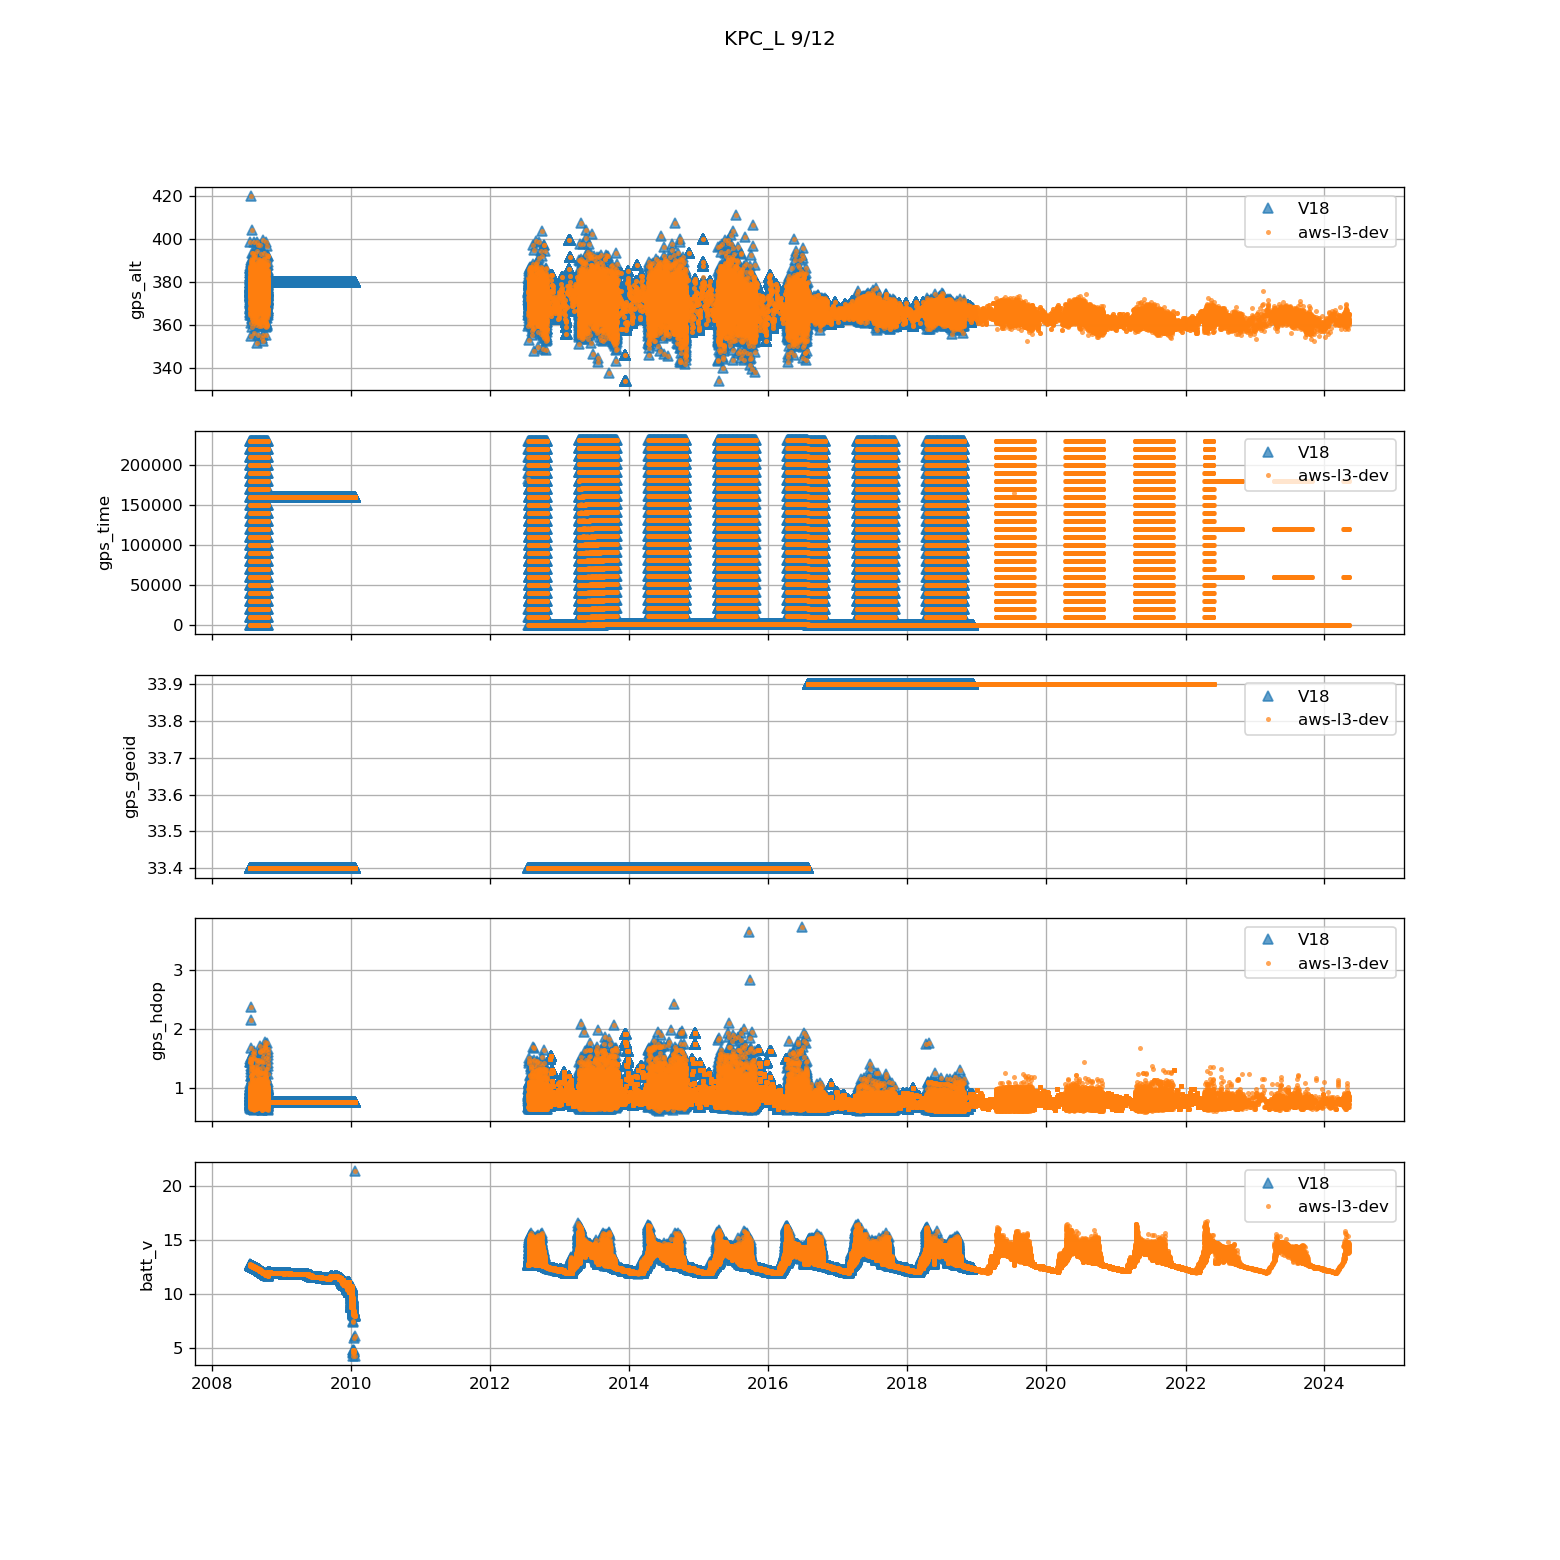 KPC_L 9/12
420
400
380
360
340
gps_alt
V18
aws-l3-dev
200000
150000
100000
50000
0
gps_time
V18
aws-l3-dev
33.9
33.8
33.7
33.6
33.5
33.4
gps_geoid
V18
aws-l3-dev
3
2
1
gps_hdop
V18
aws-l3-dev
20
15
10
5
batt_v
V18
aws-l3-dev
2008 2010 2012 2014 2016 2018 2020 2022 2024